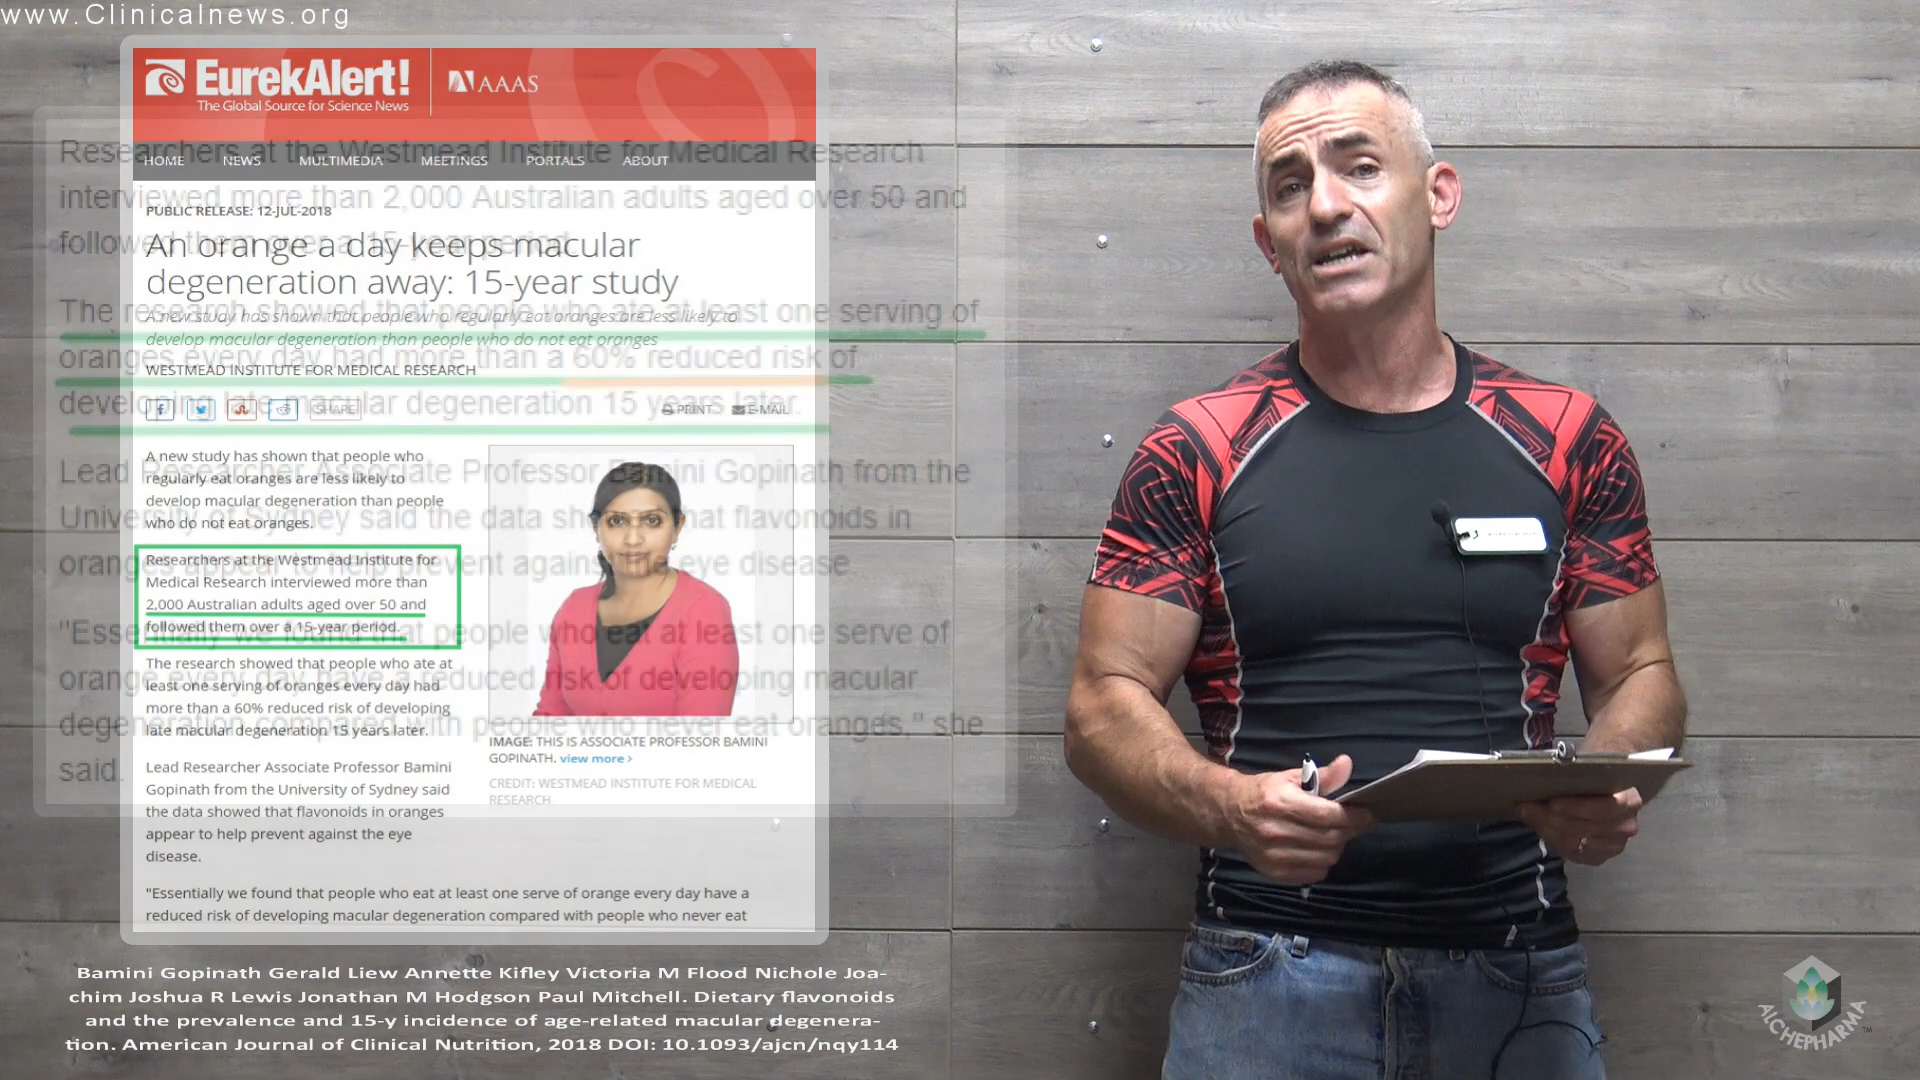 www.Clinicalnews.org
EurekAlert!
The Global Source for Science News
AAAS
HOME NEWS MULTIMEDIA MEETINGS PORTALS ABOUT
PUBLIC RELEASE: 12-JUL-2018
An orange a day keeps macular
degeneration away: 15-year study
A new study has shown that people who regularly eat oranges are less likely to
develop macular degeneration than people who do not eat oranges
WESTMEAD INSTITUTE FOR MEDICAL RESEARCH
SHARE PRINT E-MAIL
A new study has shown that people who
regularly eat oranges are less likely to
develop macular degeneration than people
who do not eat oranges.
Researchers at the Westmead Institute for
Medical Research interviewed more than
2,000 Australian adults aged over 50 and
followed them over a 15-year period.
The research showed that people who ate at
least one serving of oranges every day had
more than a 60% reduced risk of developing
late macular degeneration 15 years later.
Lead Researcher Associate Professor Bamini
Gopinath from the University of Sydney said
the data showed that flavonoids in oranges
appear to help prevent against the eye
disease.
"Essentially we found that people who eat at least one serve of orange every day have a
reduced risk of developing macular degeneration compared with people who never eat
IMAGE: THIS IS ASSOCIATE PROFESSOR BAMINI
GOPINATH. view more >
CREDIT: WESTMEAD INSTITUTE FOR MEDICAL
RESEARCH
Researchers at the Westmead Institute for Medical Research
interviewed more than 2,000 Australian adults aged over 50 and
followed them over a 15-year period.
The research showed that people who ate at least one serving of
oranges every day had more than a 60% reduced risk of
developing late macular degeneration 15 years later.
Lead Researcher Associate Professor Bamini Gopinath from the
University of Sydney said the data showed that flavonoids in
oranges appear to help prevent against the eye disease
"Essentially we found that people who eat at least one serve of
orange every day have a reduced risk of developing macular
degeneration compared with people who never eat oranges," she
said.
Bamini Gopinath Gerald Liew Annette Kifley Victoria M Flood Nichole Joa-
chim Joshua R Lewis Jonathan M Hodgson Paul Mitchell. Dietary flavonoids
and the prevalence and 15-y incidence of age-related macular degenera-
tion. American Journal of Clinical Nutrition, 2018 DOI: 10.1093/ajcn/nqy114
ALCHEPHARMA TM